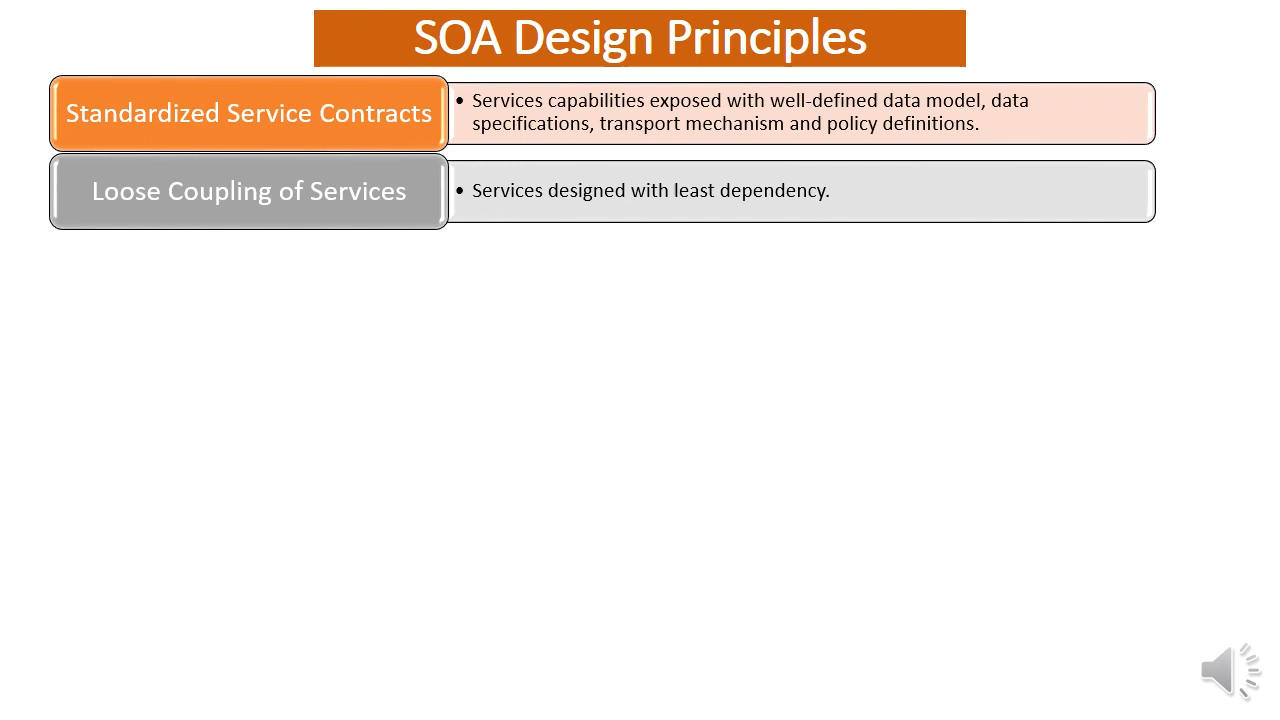 SOA Design Principles
Standardized Service Contracts
• Services capabilities exposed with well-defined data model, data
specifications, transport mechanism and policy definitions.
Loose Coupling of Services
• Services designed with least dependency.